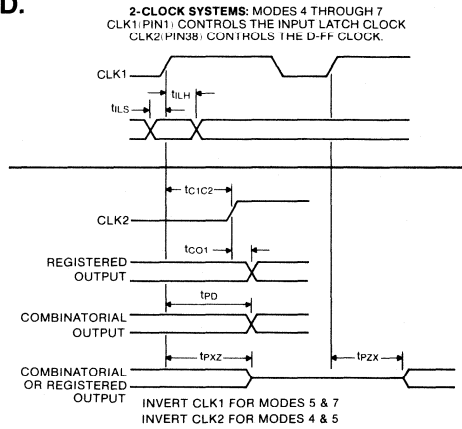 D.
2-CLOCK SYSTEMS: MODES 4 THROUGH 7
CLK1(PIN1) CONTROLS THE INPUT LATCH CLOCK
CLK2(PIN38) CONTROLS THE D-FF CLOCK.
CLK1
tILH
tILS
tC1C2
CLK2
tCO1
REGISTERED
OUTPUT
tPD
COMBINATORIAL
OUTPUT
tPXZ
tPZX
COMBINATORIAL
OR REGISTERED
OUTPUT
INVERT CLK1 FOR MODES 5 & 7
INVERT CLK2 FOR MODES 4 & 5